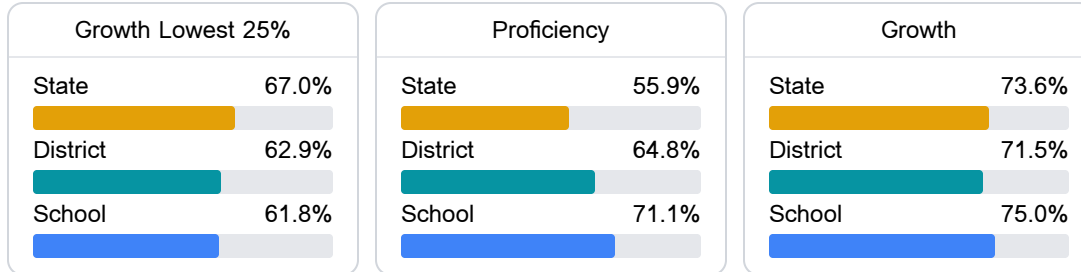 Growth Lowest 25%
State 67.0%
District 62.9%
School 61.8%
Proficiency
State 55.9%
District 64.8%
School 71.1%
Growth
State 73.6%
District 71.5%
School 75.0%